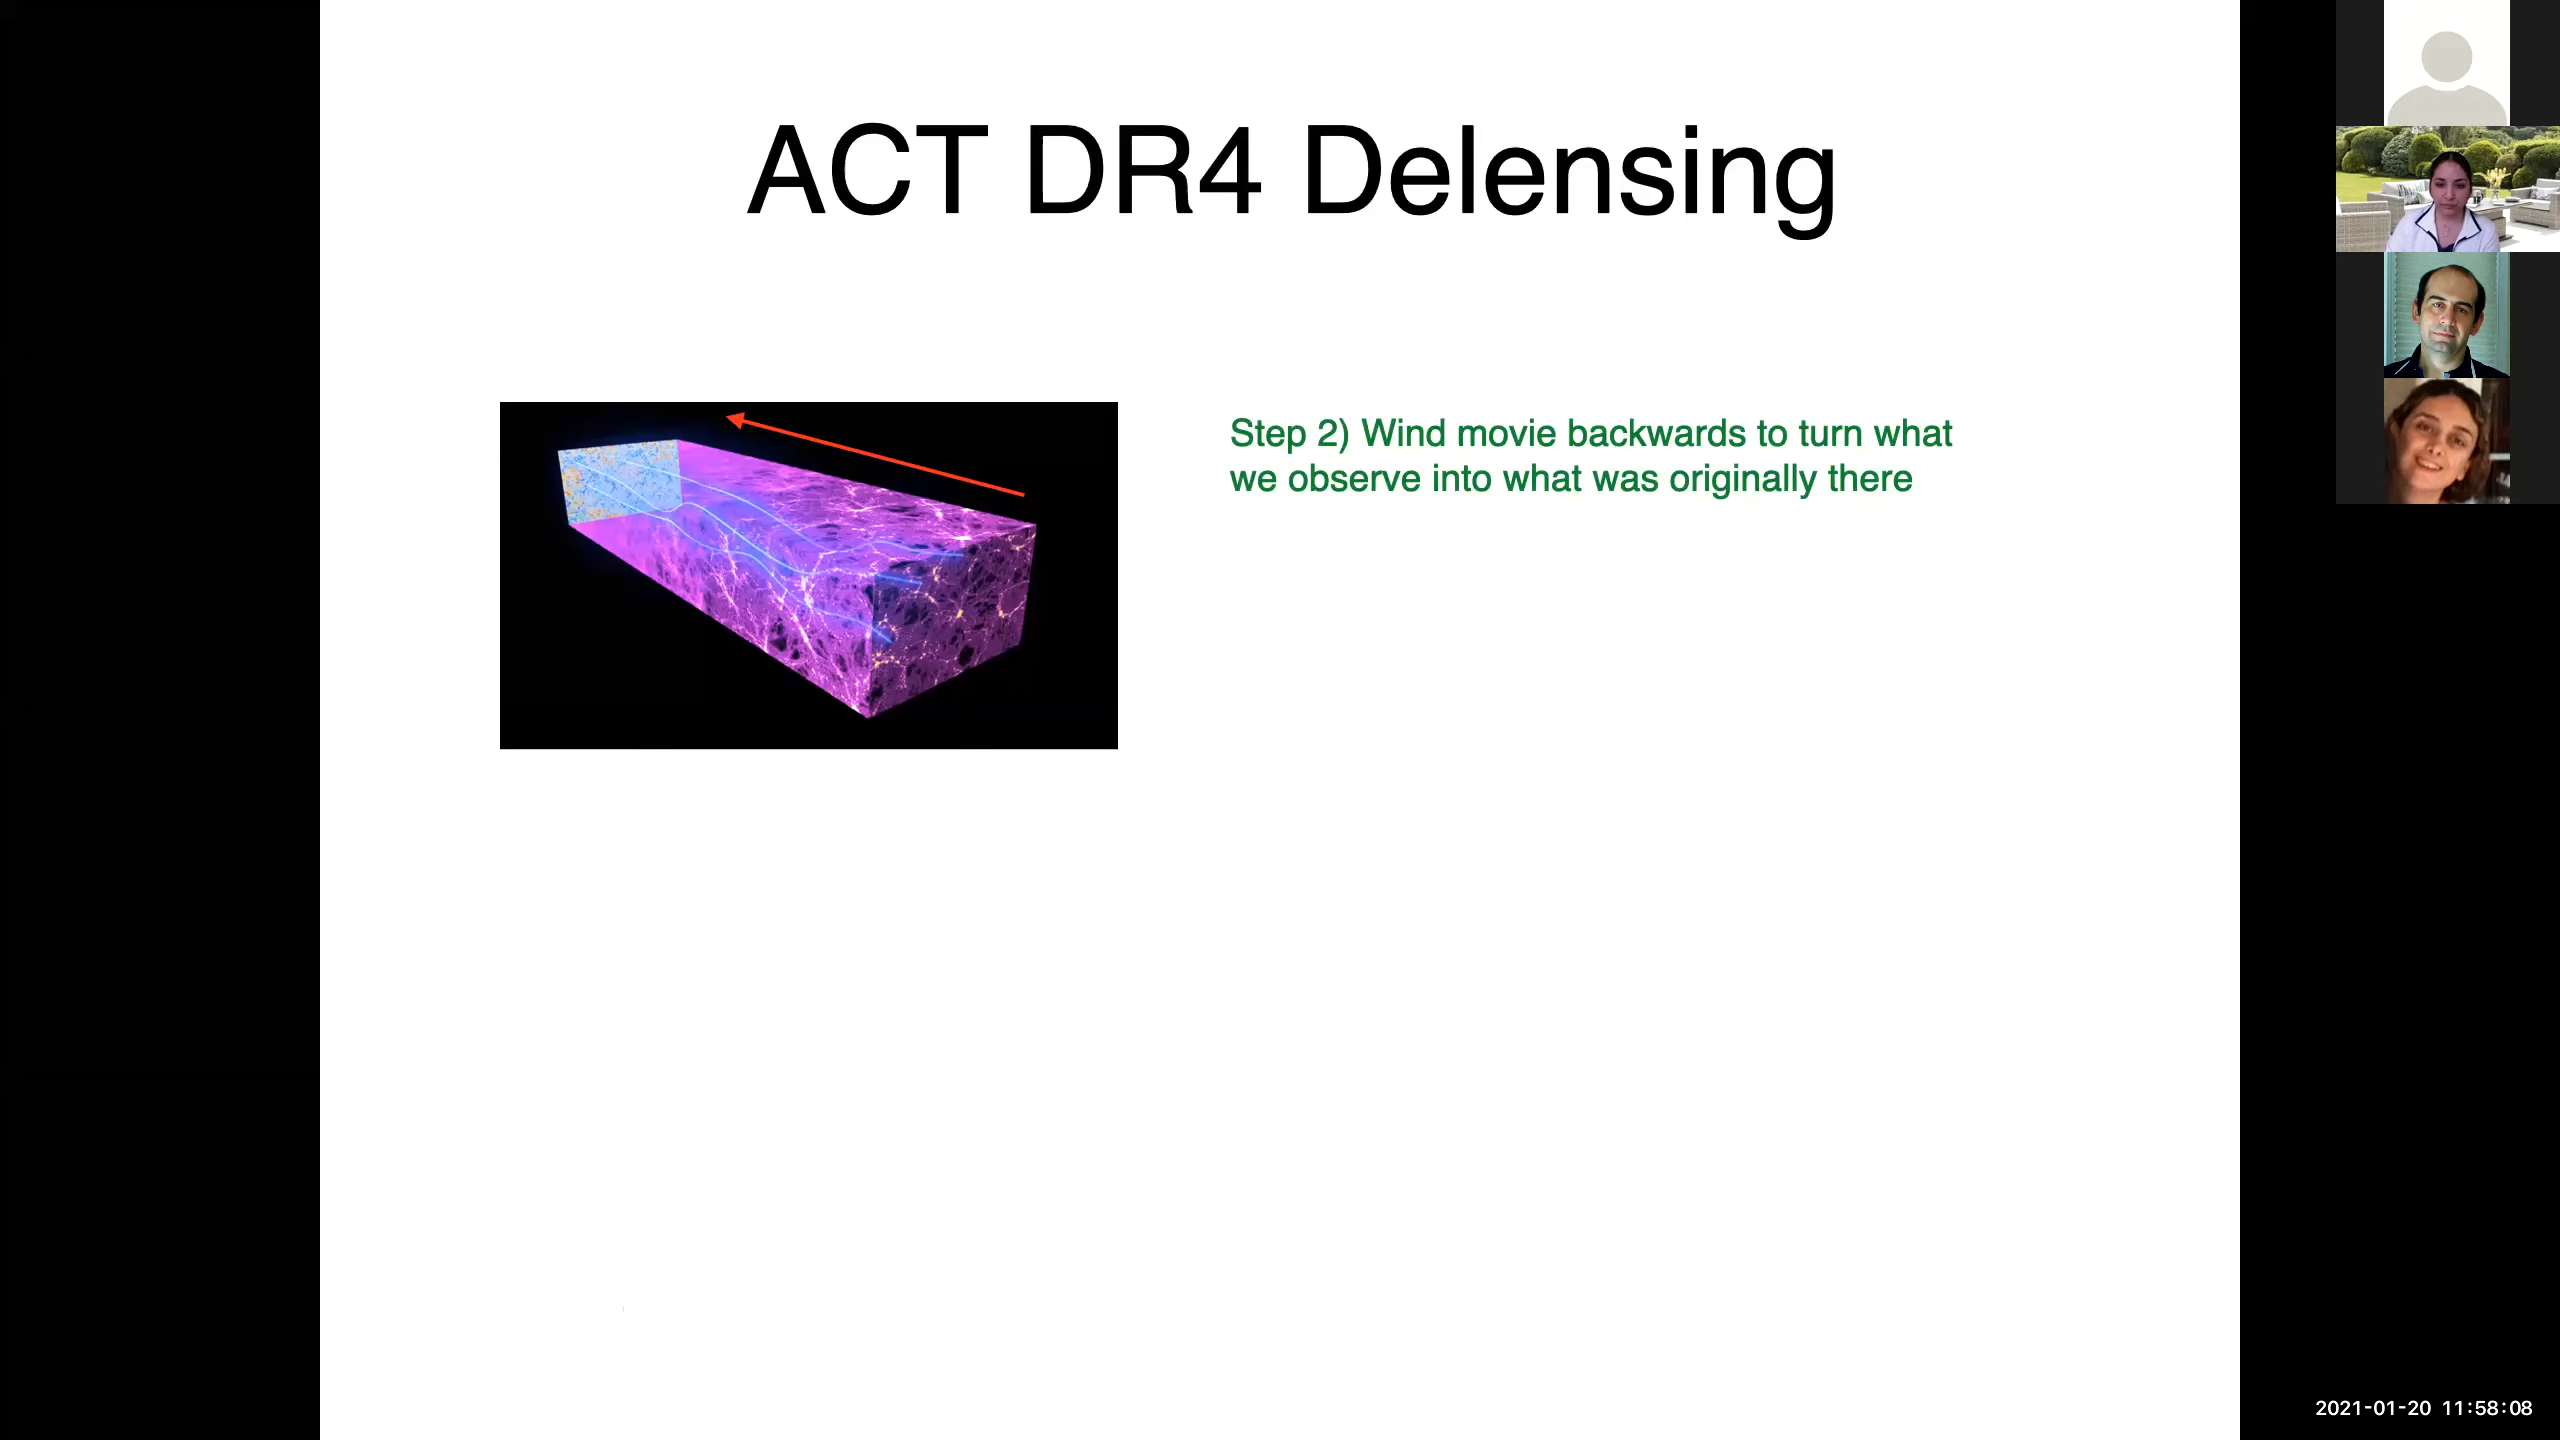 ACT DR4 Delensing
Step 2) Wind movie backwards to turn what
we observe into what was originally there
2021-01-20 11:58:08